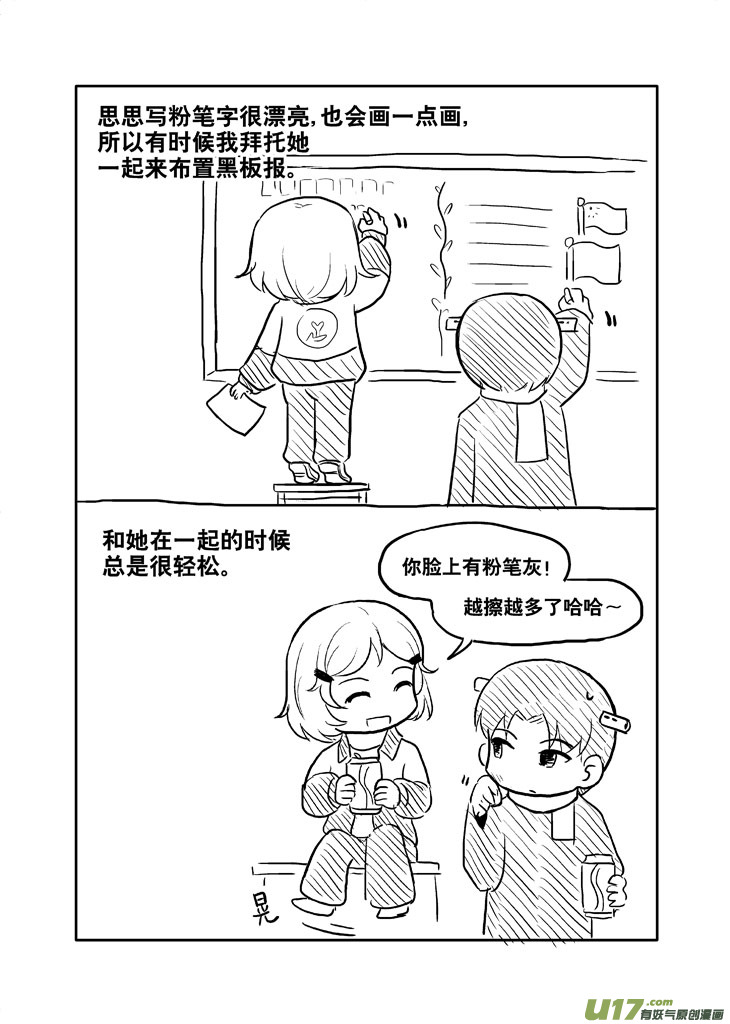 思思写粉笔字很漂亮,也会画一点画,
所以有时候我拜托她
一起来布置黑板报。
和她在一起的时候
总是很轻松。
你脸上有粉笔灰!
越擦越多了哈哈～
晃
U17.com
有妖气原创漫画